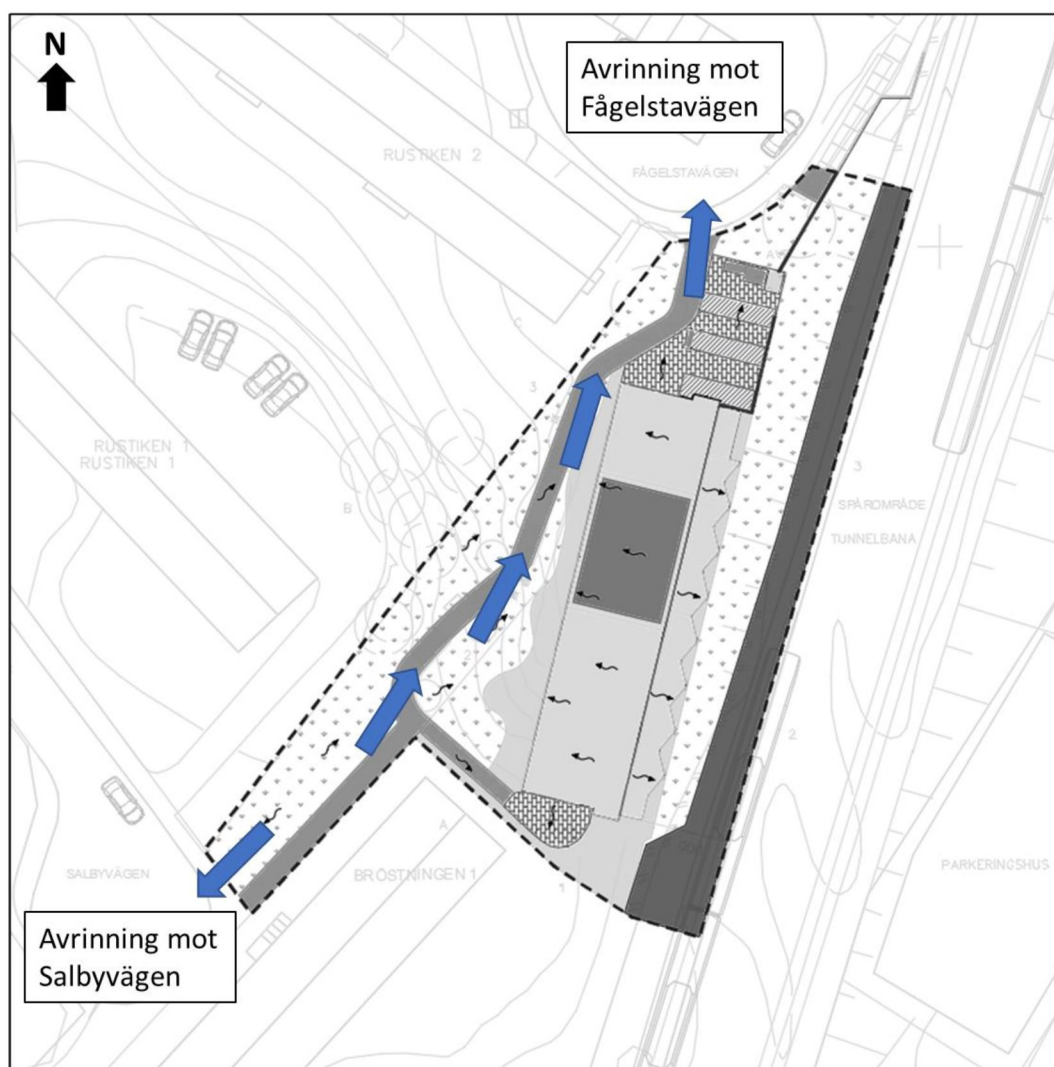 N
Avrinning mot
Fågelstavägen
RUSTIKEN 2
FÅGELSTAVÄGEN
C
3
RUSTIKEN 1
RUSTIKEN 1
B
3
SPÅROMRÅDE
TUNNELBANA
2
2
A
SALBYVÄGEN
BRÖSTNINGEN 1
1
PARKERINGSHUS
Avrinning mot
Salbyvägen